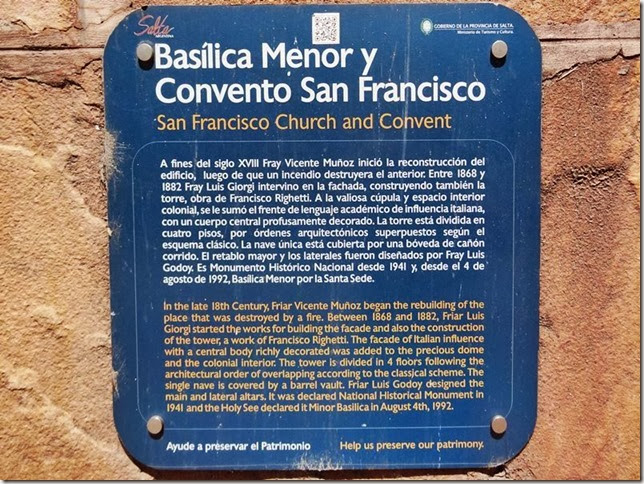 Salta
ARGENTINA
GOBIERNO DE LA PROVINCIA DE SALTA.
Ministerio de Turismo y Cultura.
Basílica Menor y
Convento San Francisco
San Francisco Church and Convent
A fines del siglo XVIII Fray Vicente Muñoz inició la reconstrucción del
edificio, luego de que un incendio destruyera el anterior. Entre 1868 y
1882 Fray Luis Giorgi intervino en la fachada, construyendo también la
torre, obra de Francisco Righetti. A la valiosa cúpula y espacio interior
colonial, se le sumó el frente de lenguaje académico de influencia italiana,
con un cuerpo central profusamente decorado. La torre está dividida en
cuatro pisos, por órdenes arquitectónicos superpuestos según el
esquema clásico. La nave única está cubierta por una bóveda de cañón
corrido. El retablo mayor y los laterales fueron diseñados por Fray Luis
Godoy. Es Monumento Histórico Nacional desde 1941 y, desde el 4 de
agosto de 1992, Basílica Menor por la Santa Sede.
In the late 18th Century, Friar Vicente Muñoz began the rebuilding of the
place that was destroyed by a fire. Between 1868 and 1882, Friar Luis
Giorgi started the works for building the facade and also the construction
of the tower, a work of Francisco Righetti. The facade of Italian influence
with a central body richly decorated was added to the precious dome
and the colonial interior. The tower is divided in 4 floors following the
architectural order of overlapping according to the classical scheme. The
single nave is covered by a barrel vault. Friar Luis Godoy designed the
main and lateral altars. It was declared National Historical Monument in
1941 and the Holy See declared it Minor Basilica in August 4th, 1992.
Ayude a preservar el Patrimonio
Help us preserve our patrimony.